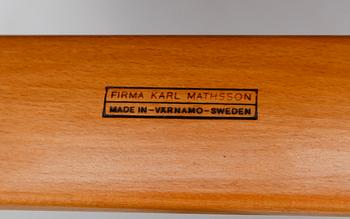 FIRMA KARL MATHSSON
MADE IN-VÄRNAMO-SWEDEN